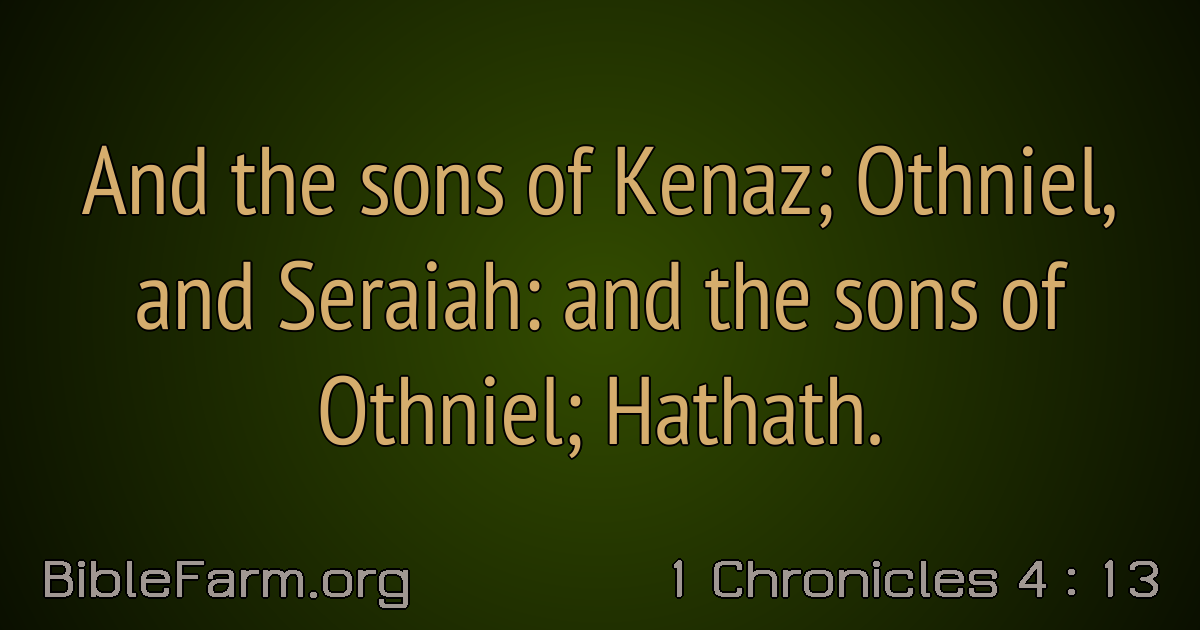 And the sons of Kenaz; Othniel,
and Seraiah: and the sons of
Othniel; Hathath.
BibleFarm.org
1 Chronicles 4 : 13